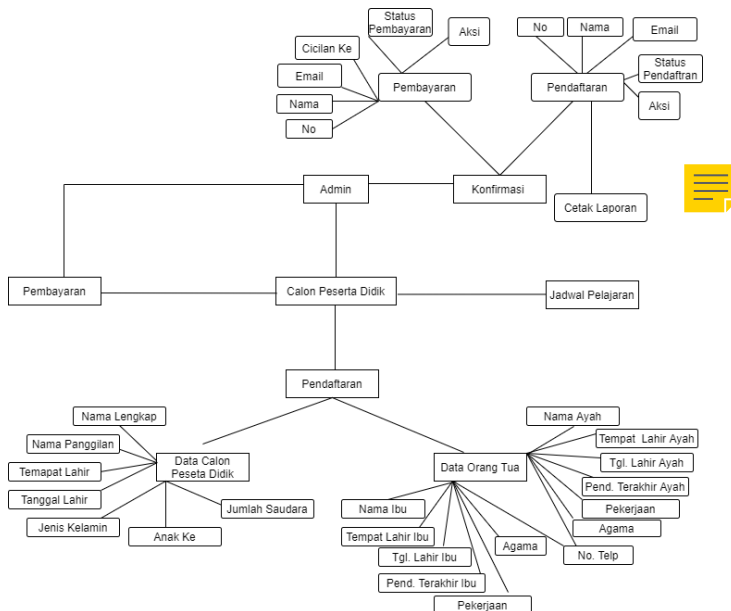 Status
Pembayaran
Aksi
No
Nama
Email
Cicilan Ke
Email
Nama
No
Pembayaran
Pendaftaran
Status
Pendaftran
Aksi
Admin
Konfirmasi
Cetak Laporan
Pembayaran
Calon Peserta Didik
Jadwal Pelajaran
Pendaftaran
Nama Lengkap
Nama Panggilan
Temapat Lahir
Tanggal Lahir
Jenis Kelamin
Anak Ke
Jumlah Saudara
Data Calon
Peseta Didik
Data Orang Tua
Nama Ayah
Tempat Lahir Ayah
Tgl. Lahir Ayah
Pend. Terakhir Ayah
Pekerjaan
Agama
No. Telp
Nama Ibu
Tempat Lahir Ibu
Tgl. Lahir Ibu
Pend. Terakhir Ibu
Pekerjaan
Agama